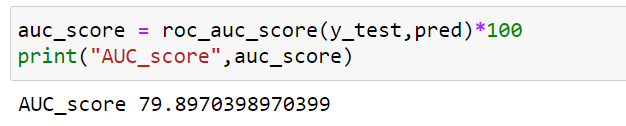 auc_score = roc_auc_score(y_test,pred)*100
print("AUC_score",auc_score)
AUC_score 79.8970398970399